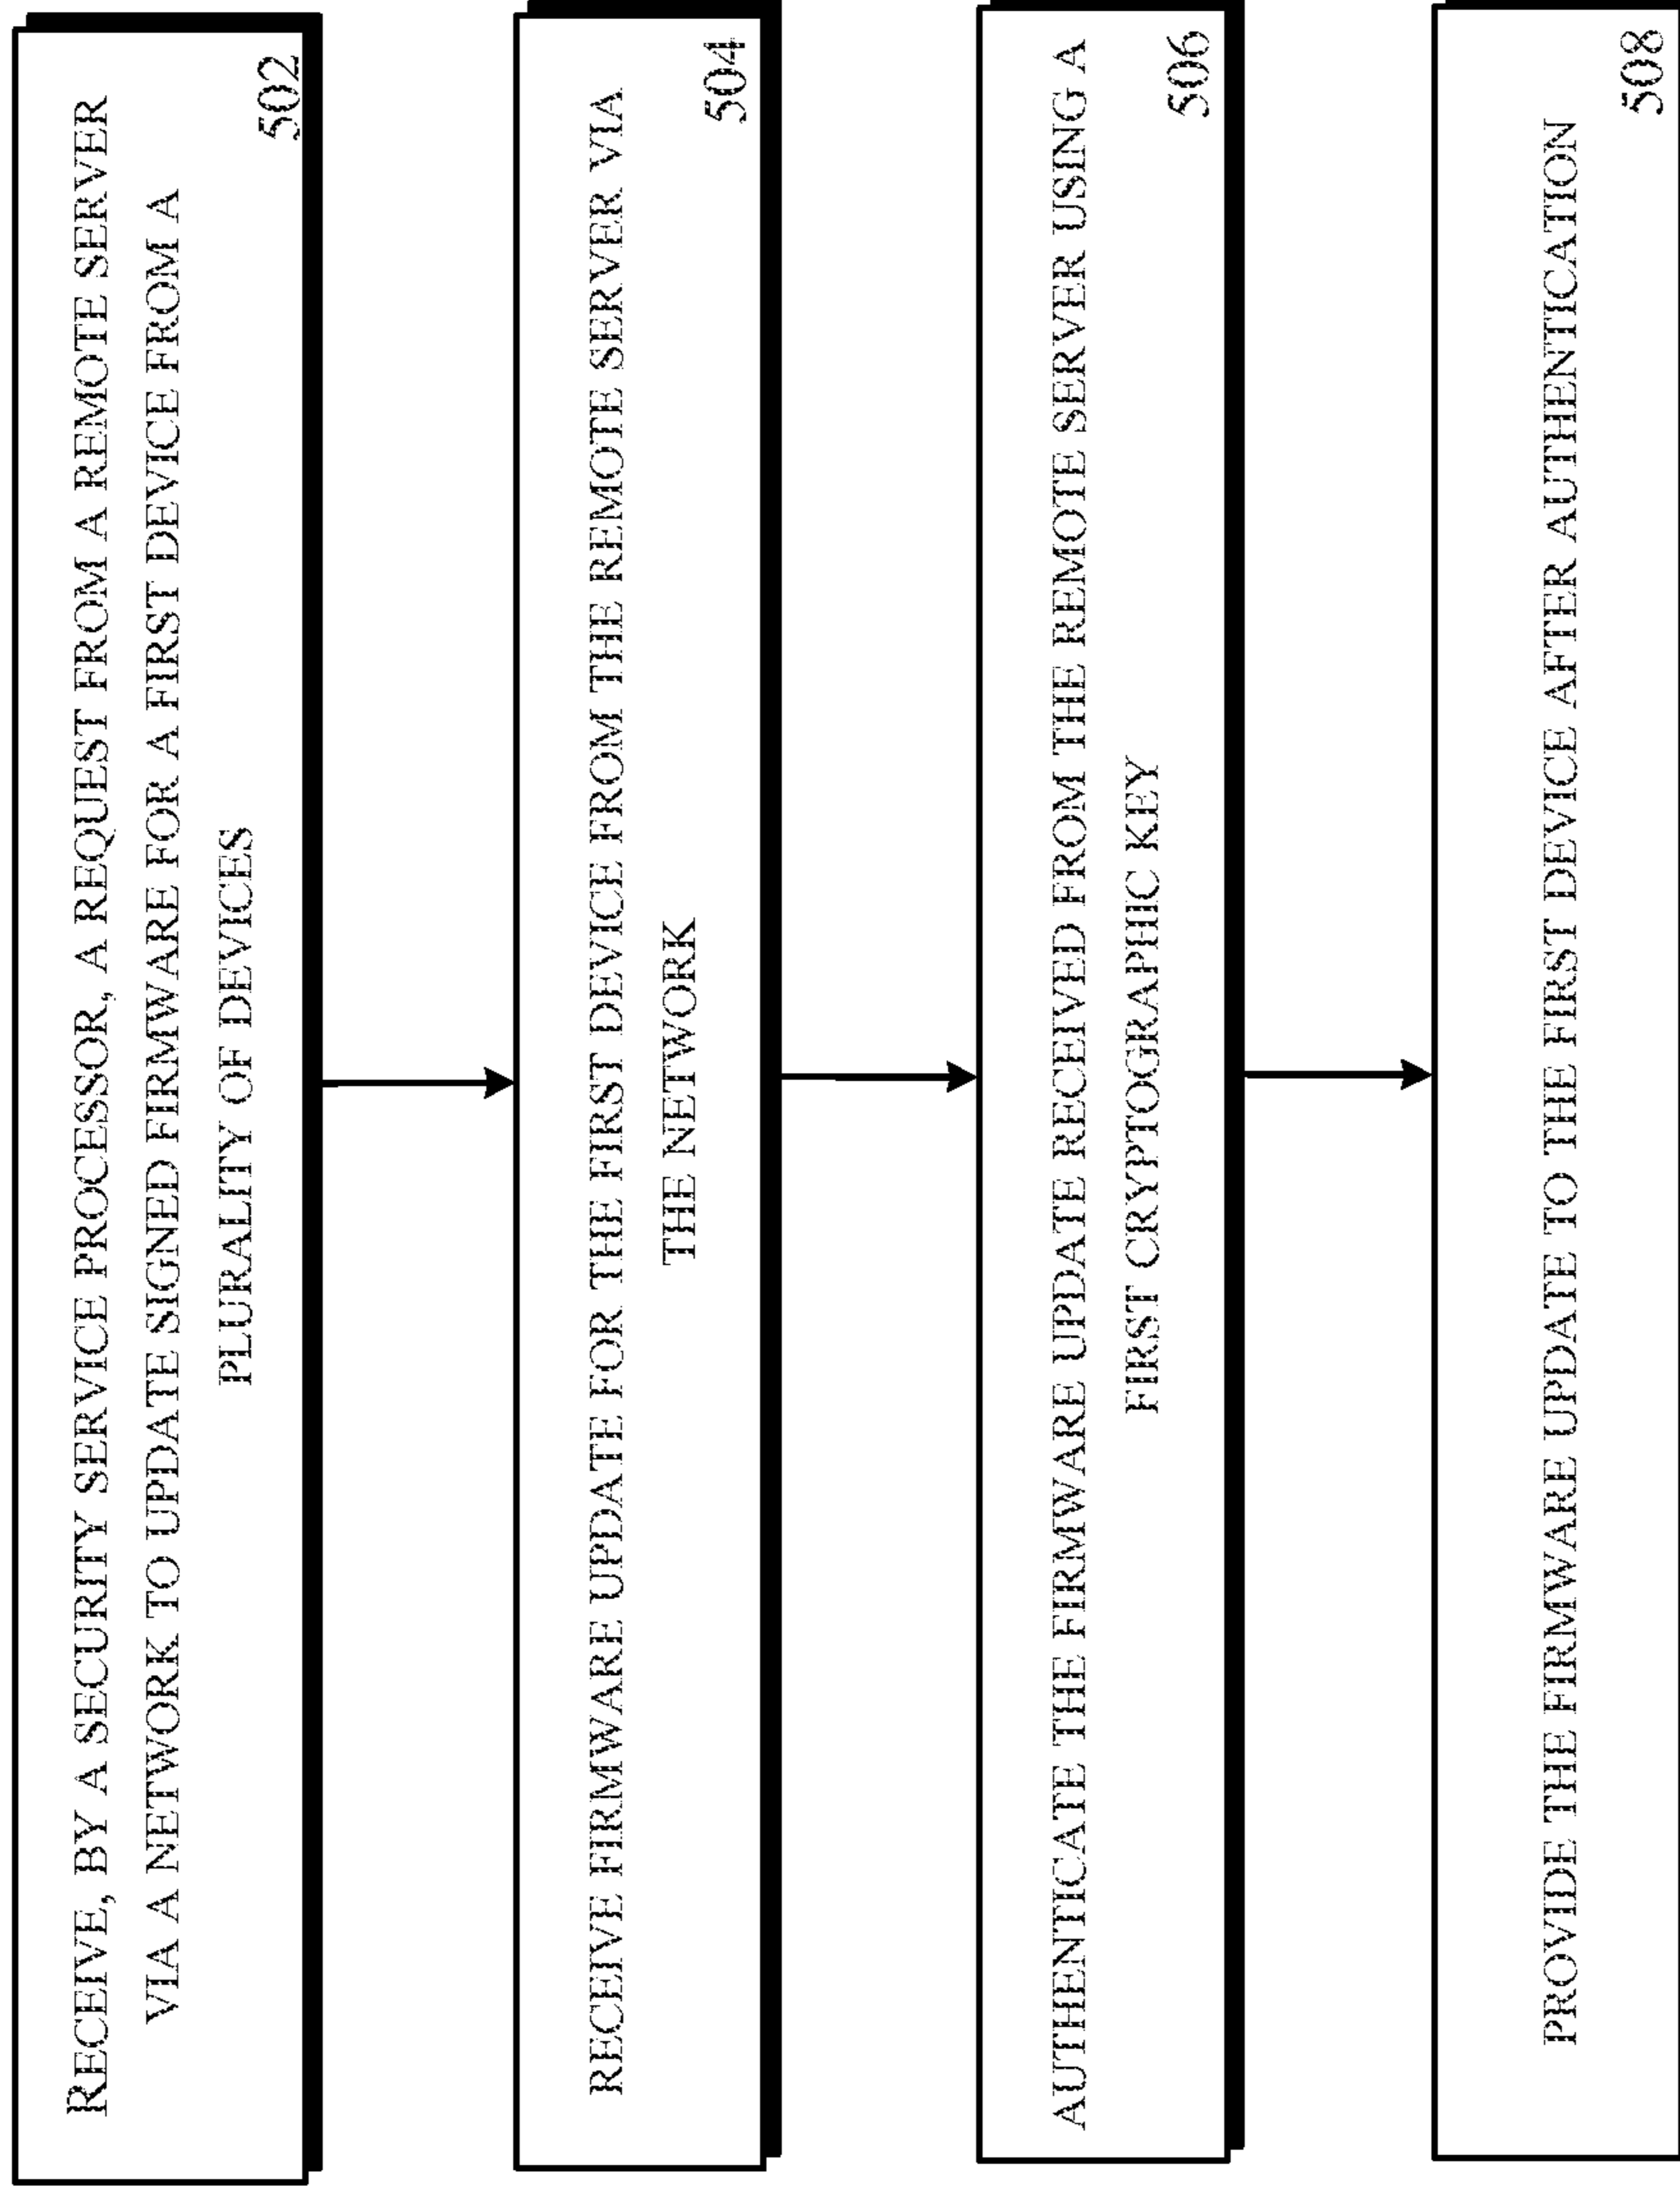 RECEIVE, BY A SECURITY SERVICE PROCESSOR, A REQUEST FROM A REMOTE SERVER
VIA A NETWORK TO UPDATE SIGNED FIRMWARE FOR A FIRST DEVICE FROM A
PLURALITY OF DEVICES
502
RECEIVE FIRMWARE UPDATE FOR THE FIRST DEVICE FROM THE REMOTE SERVER VIA
THE NETWORK
504
AUTHENTICATE THE FIRMWARE UPDATE RECEIVED FROM THE REMOTE SERVER USING A
FIRST CRYPTOGRAPHIC KEY
506
PROVIDE THE FIRMWARE UPDATE TO THE FIRST DEVICE AFTER AUTHENTICATION
508